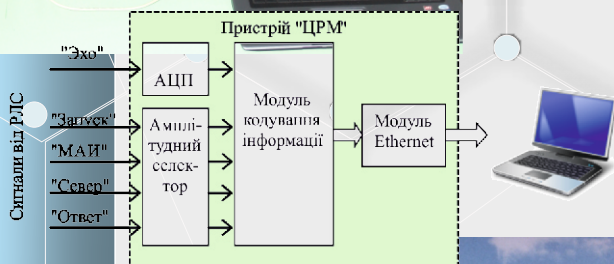 Пристрій "ЦРМ"
Сигнали від РЛС
"Эхо"
"Запуск"
"МАИ"
"Север"
"Ответ"
АЦП
Амплі-
тудний
селек-
тор
Модуль
кодування
інформації
Модуль
Ethernet